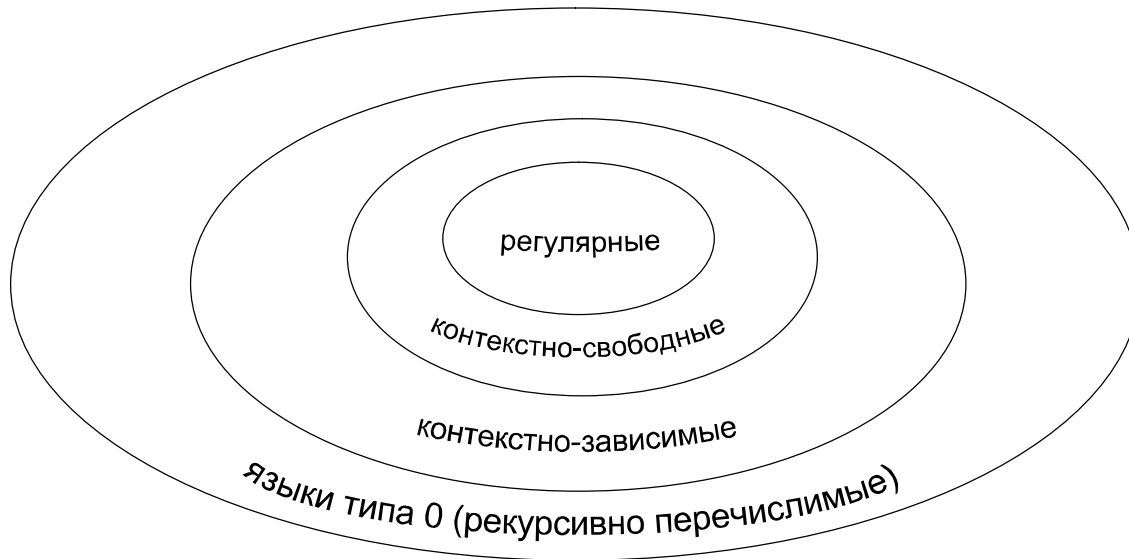 регулярные
контекстно-свободные
контекстно-зависимые
языки типа 0 (рекурсивно перечислимые)